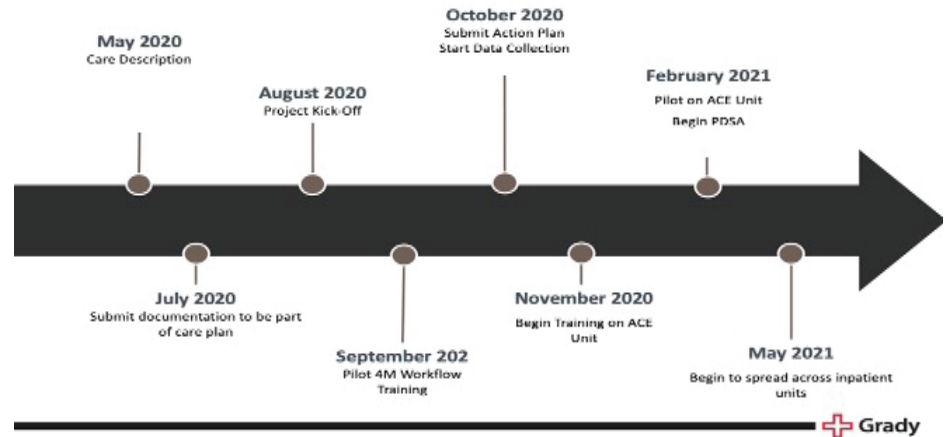 May 2020
Care Description
July 2020
Submit documentation to be part
of care plan
August 2020
Project Kick-Off
September 202
Pilot 4M Workflow
Training
October 2020
Submit Action Plan
Start Data Collection
November 2020
Begin Training on ACE
Unit
February 2021
Pilot on ACE Unit
Begin PDSA
May 2021
Begin to spread across inpatient
units
Grady